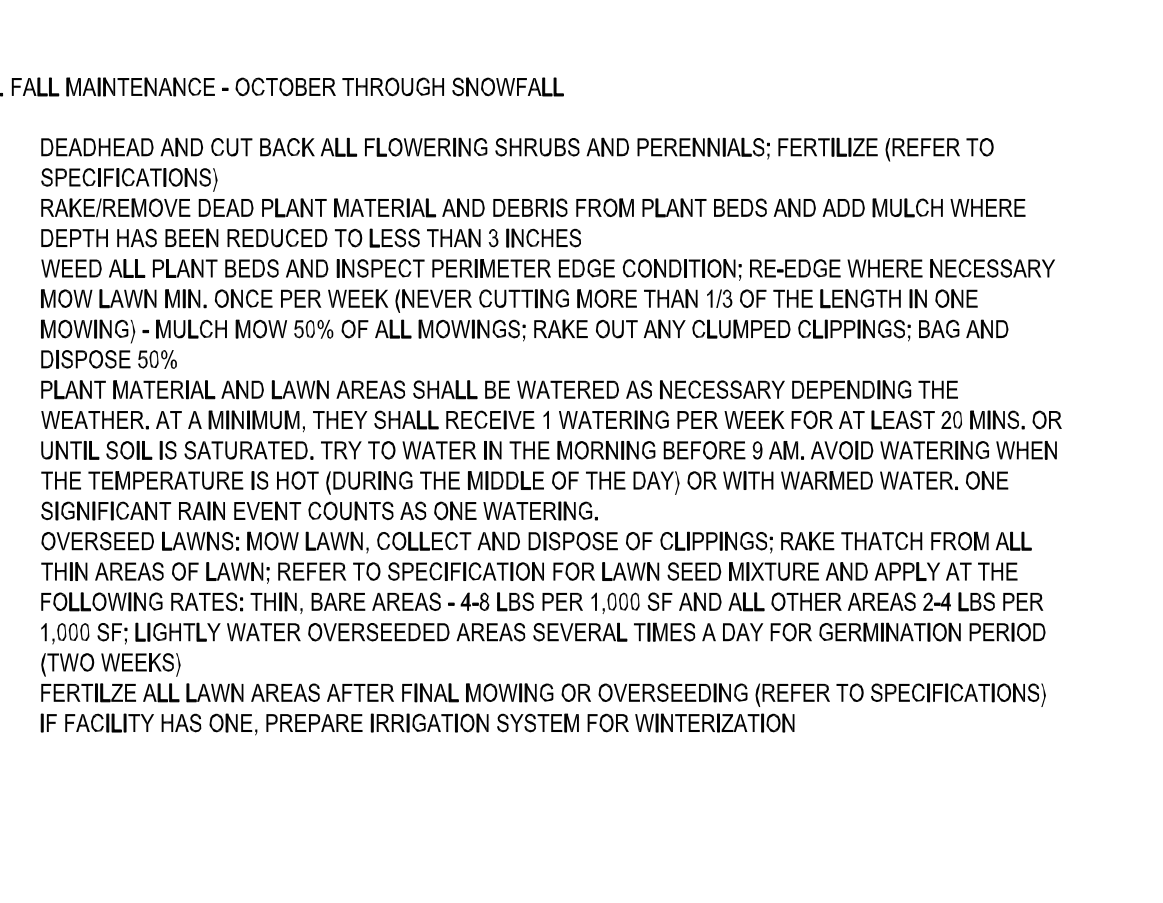 FALL MAINTENANCE - OCTOBER THROUGH SNOWFALL
DEADHEAD AND CUT BACK ALL FLOWERING SHRUBS AND PERENNIALS; FERTILIZE (REFER TO
SPECIFICATIONS)
RAKE/REMOVE DEAD PLANT MATERIAL AND DEBRIS FROM PLANT BEDS AND ADD MULCH WHERE
DEPTH HAS BEEN REDUCED TO LESS THAN 3 INCHES
WEED ALL PLANT BEDS AND INSPECT PERIMETER EDGE CONDITION; RE-EDGE WHERE NECESSARY
MOW LAWN MIN. ONCE PER WEEK (NEVER CUTTING MORE THAN 1/3 OF THE LENGTH IN ONE
MOWING) - MULCH MOW 50% OF ALL MOWINGS; RAKE OUT ANY CLUMPED CLIPPINGS; BAG AND
DISPOSE 50%
PLANT MATERIAL AND LAWN AREAS SHALL BE WATERED AS NECESSARY DEPENDING THE
WEATHER. AT A MINIMUM, THEY SHALL RECEIVE 1 WATERING PER WEEK FOR AT LEAST 20 MINS. OR
UNTIL SOIL IS SATURATED. TRY TO WATER IN THE MORNING BEFORE 9 AM. AVOID WATERING WHEN
THE TEMPERATURE IS HOT (DURING THE MIDDLE OF THE DAY) OR WITH WARMED WATER. ONE
SIGNIFICANT RAIN EVENT COUNTS AS ONE WATERING.
OVERSEED LAWNS: MOW LAWN, COLLECT AND DISPOSE OF CLIPPINGS; RAKE THATCH FROM ALL
THIN AREAS OF LAWN; REFER TO SPECIFICATION FOR LAWN SEED MIXTURE AND APPLY AT THE
FOLLOWING RATES: THIN, BARE AREAS - 4-8 LBS PER 1,000 SF AND ALL OTHER AREAS 2-4 LBS PER
1,000 SF; LIGHTLY WATER OVERSEEDED AREAS SEVERAL TIMES A DAY FOR GERMINATION PERIOD
(TWO WEEKS)
FERTILZE ALL LAWN AREAS AFTER FINAL MOWING OR OVERSEEDING (REFER TO SPECIFICATIONS)
IF FACILITY HAS ONE, PREPARE IRRIGATION SYSTEM FOR WINTERIZATION